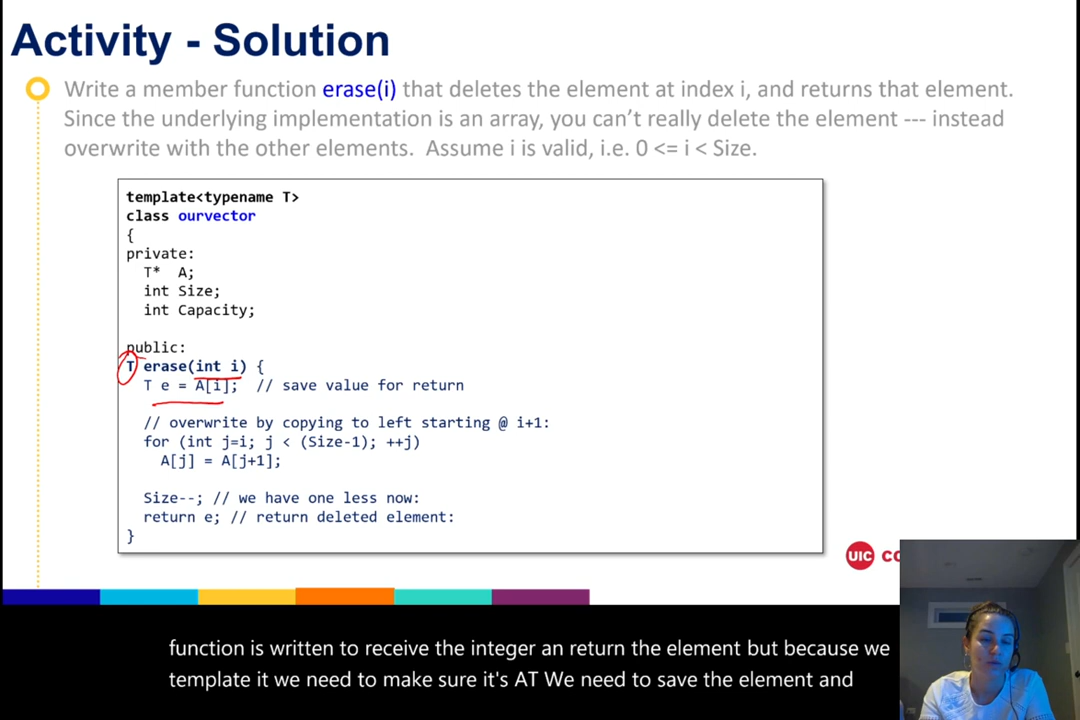 Activity - Solution
Write a member function erase(i) that deletes the element at index i, and returns that element.
Since the underlying implementation is an array, you can’t really delete the element --- instead
overwrite with the other elements.  Assume i is valid, i.e. 0 <= i < Size.
template<typename T>
class ourvector
{
private:
  T*  A;
  int Size;
  int Capacity;
public:
T erase(int i) {
  T e = A[i];  // save value for return
  // overwrite by copying to left starting @ i+1:
  for (int j=i; j < (Size-1); ++j)
    A[j] = A[j+1];
  Size--; // we have one less now:
  return e; // return deleted element:
}
UIC
function is written to receive the integer an return the element but because we
template it we need to make sure it's AT We need to save the element and